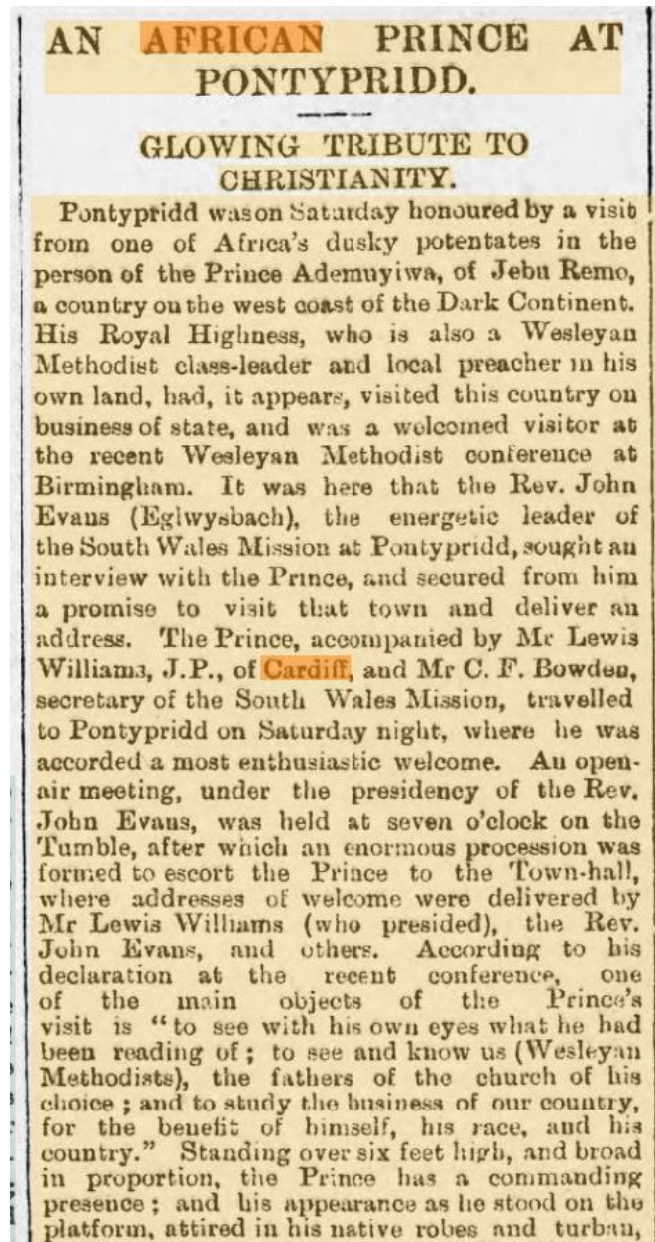 AN AFRICAN PRINCE AT
PONTYPRIDD.
GLOWING TRIBUTE TO
CHRISTIANITY.
Pontypridd was on Saturday honoured by a visit
from one of Africa's dusky potentates in the
person of the Prince Ademuyiwa, of Jebu Remo,
a country on the west coast of the Dark Continent.
His Royal Highness, who is also a Wesleyan
Methodist class-leader and local preacher in his
own land, had, it appears, visited this country on
business of state, and was a welcomed visitor at
the recent Wesleyan Methodist conference at
Birmingham. It was here that the Rev. John
Evans (Eglwysbach), the energetic leader of
the South Wales Mission at Pontypridd, sought an
interview with the Prince, and secured from him
a promise to visit that town and deliver an
address. The Prince, accompanied by Mr Lewis
Williams, J.P., of Cardiff, and Mr C. F. Bowden,
secretary of the South Wales Mission, travelled
to Pontypridd on Saturday night, where he was
accorded a most enthusiastic welcome. An open-
air meeting, under the presidency of the Rev.
John Evans, was held at seven o'clock on the
Tumble, after which an enormous procession was
formed to escort the Prince to the Town-hall,
where addresses of welcome were delivered by
Mr Lewis Williams (who presided), the Rev.
John Evans, and others. According to his
declaration at the recent conference, one
of the main objects of the Prince's
visit is "to see with his own eyes what he had
been reading of; to see and know us (Wesleyan
Methodists), the fathers of the church of his
choice; and to study the business of our country,
for the benefit of himself, his race, and his
country." Standing over six feet high, and broad
in proportion, the Prince has a commanding
presence; and his appearance as he stood on the
platform, attired in his native robes and turban,